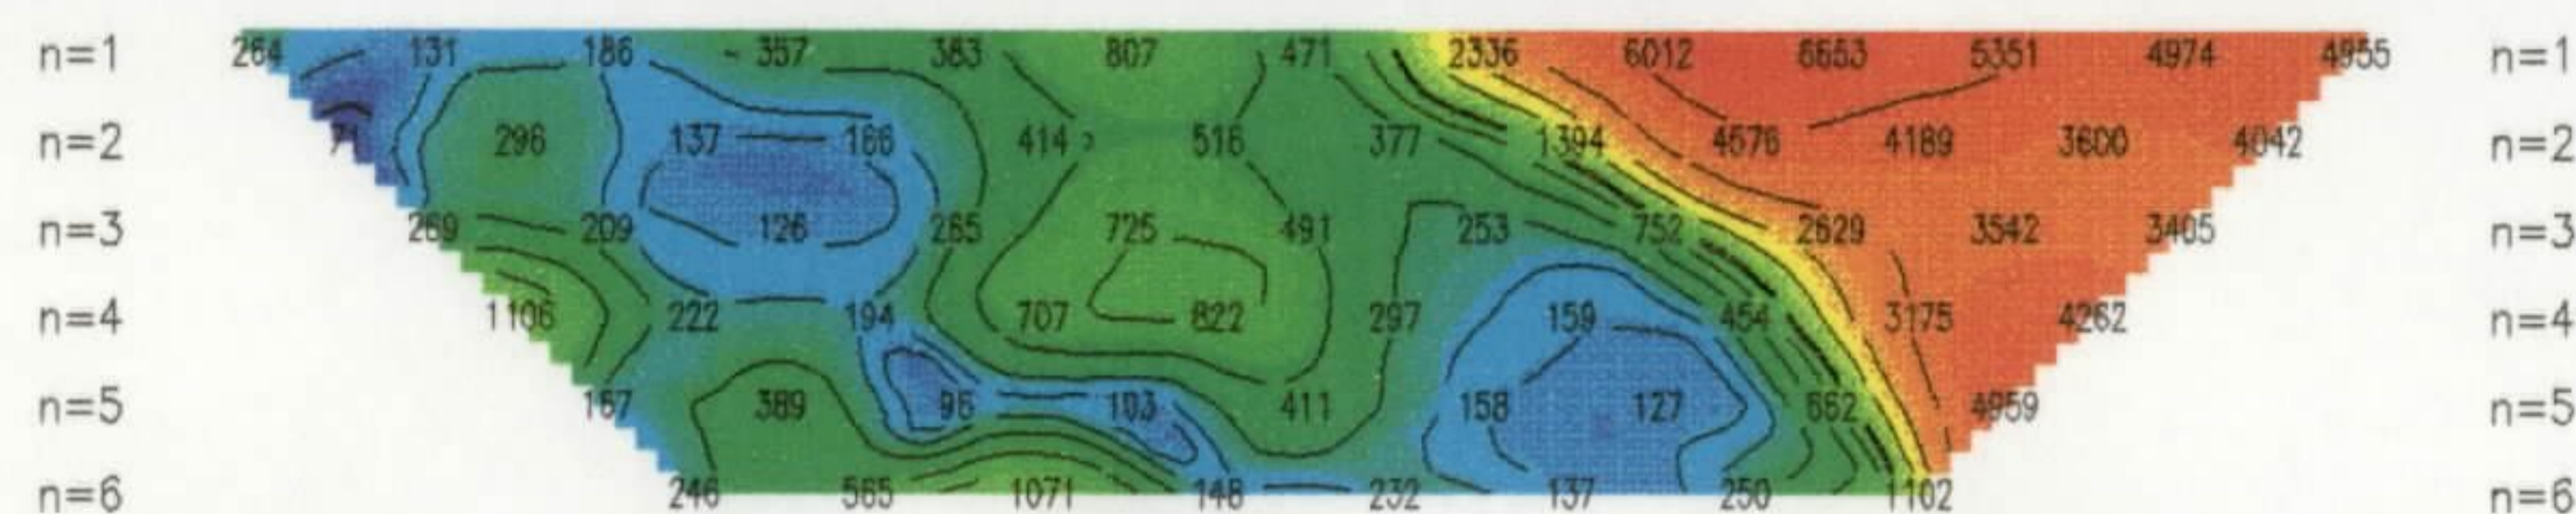 n=1 264 131 186 357 383 807 471 2336 6012 6653 5351 4974 4955 n=1
n=2 71 296 137 166 414 516 377 1394 4576 4189 3600 4042 n=2
n=3 269 209 126 265 725 491 253 752 2629 3542 3405 n=3
n=4 1106 222 194 707 822 297 159 454 3175 4262 n=4
n=5 167 389 96 103 411 158 127 662 4959 n=5
n=6 246 565 1071 148 232 137 250 1102 n=6